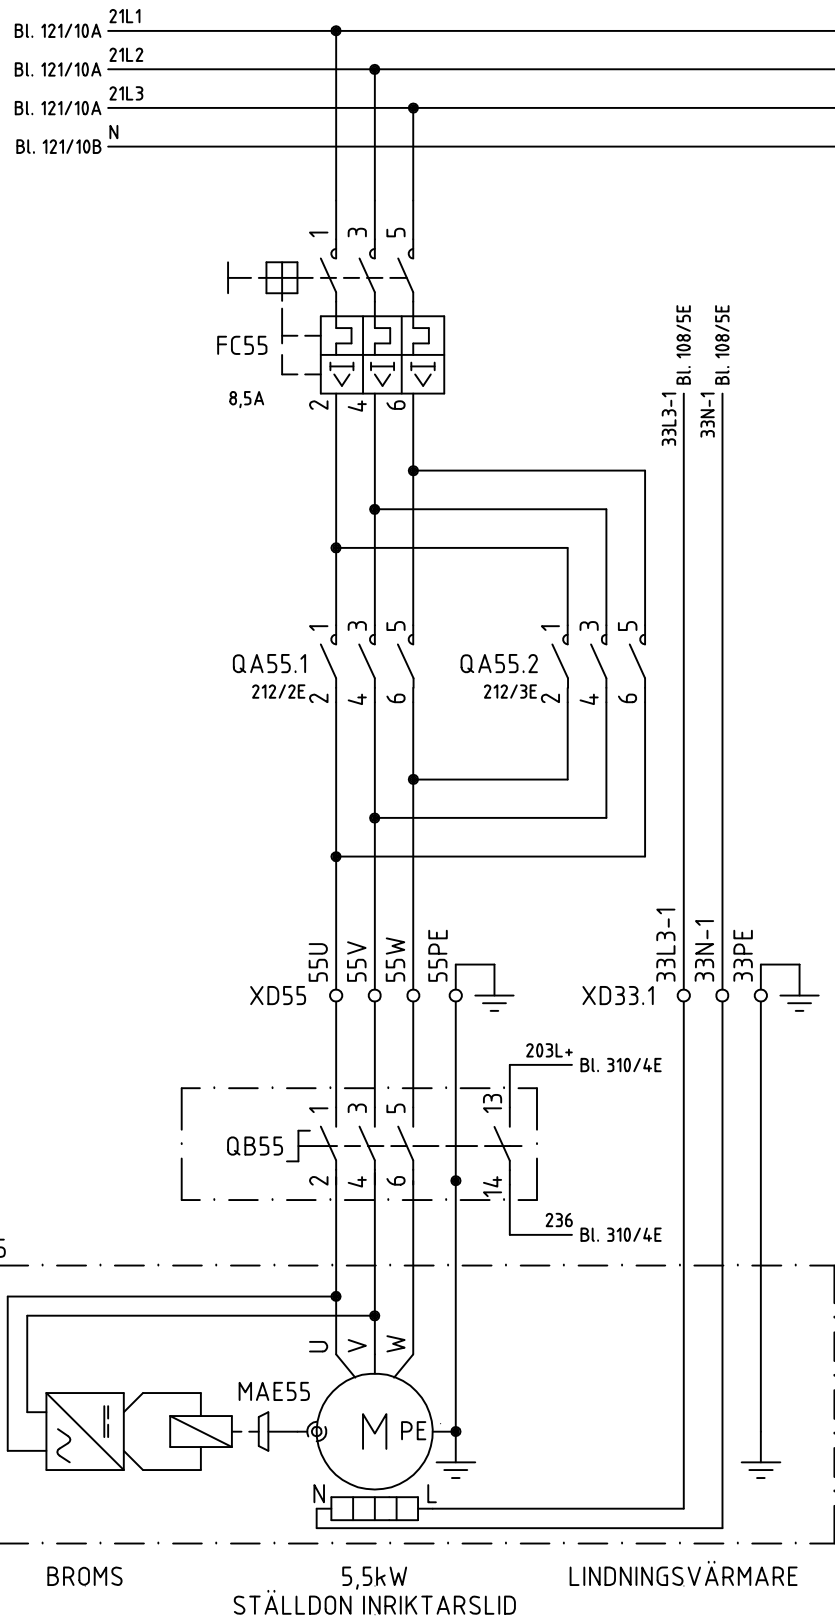 Bl. 121/10A 21L1
Bl. 121/10A 21L2
Bl. 121/10A 21L3
Bl. 121/10B N
1 3 5
FC55
8,5A
2 4 6
33L3-1 Bl. 108/5E
33N-1 Bl. 108/5E
1 3 5
QA55.1
212/2E
2 4 6
1 3 5
QA55.2
212/3E
2 4 6
XD55 55U 55V 55W 55PE
XD33.1 33L3-1 33N-1 33PE
203L+ Bl. 310/4E
1 3 5 13
QB55
2 4 6 14
236 Bl. 310/4E
5
U V W
MAE55
M PE
N L
BROMS
5,5kW
STÄLLDON INRIKTARSLID
LINDNINGSVÄRMARE